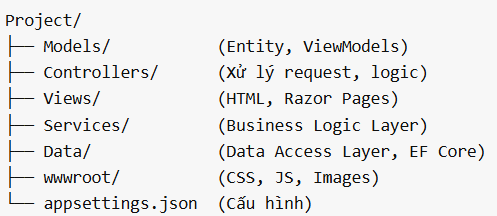 Project/
├── Models/          (Entity, ViewModels)
├── Controllers/     (Xử lý request, logic)
├── Views/           (HTML, Razor Pages)
├── Services/        (Business Logic Layer)
├── Data/            (Data Access Layer, EF Core)
├── wwwroot/         (CSS, JS, Images)
└── appsettings.json (Cấu hình)